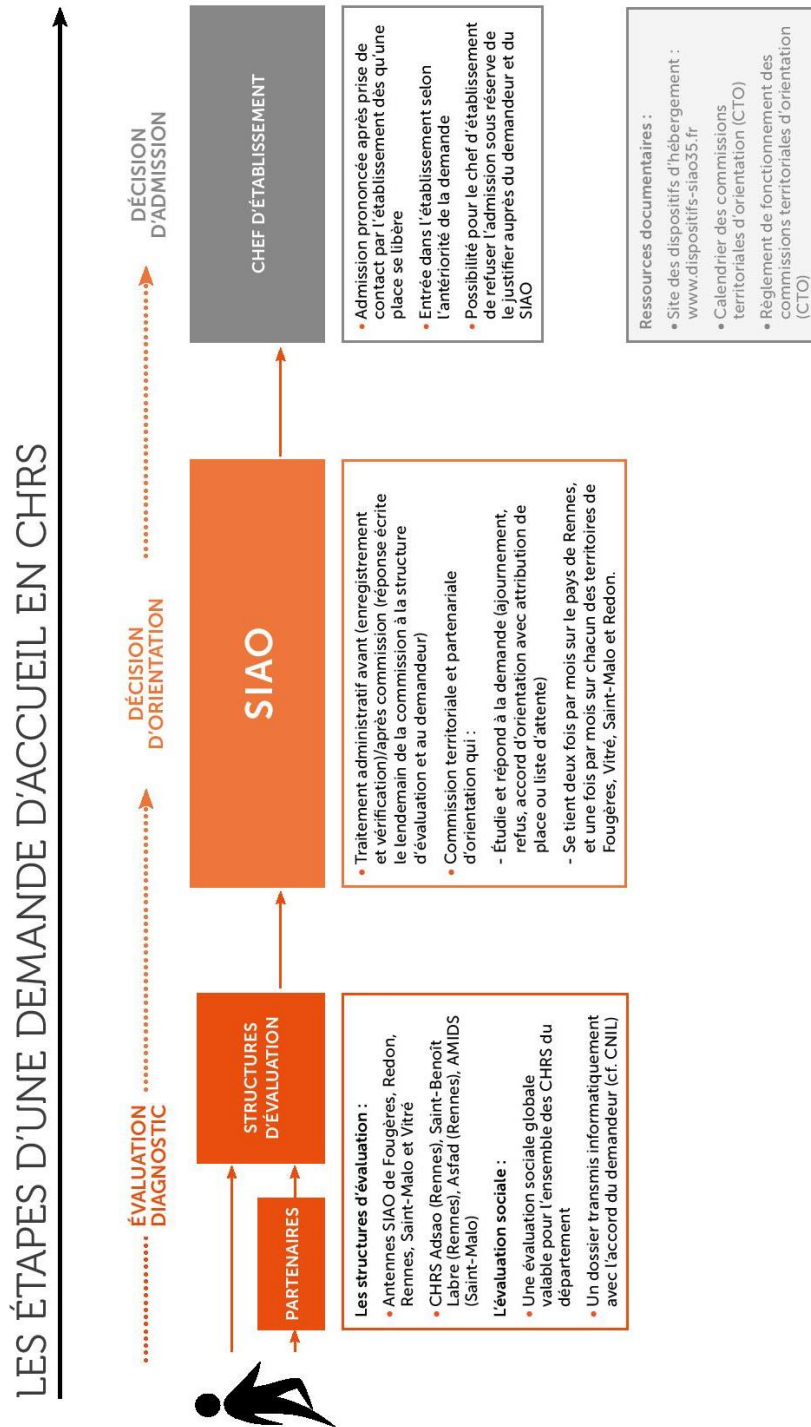 LES ÉTAPES D'UNE DEMANDE D'ACCUEIL EN CHRS
ÉVALUATION
DIAGNOSTIC
DÉCISION
D'ORIENTATION
DÉCISION
D'ADMISSION
PARTENAIRES
STRUCTURES
D'ÉVALUATION
SIAO
CHEF D'ÉTABLISSEMENT
Les structures d'évaluation :
• Antennes SIAO de Fougères, Redon,
Rennes, Saint-Malo et Vitré
• CHRS Adsao (Rennes), Saint-Benoît
Labre (Rennes), Asfad (Rennes), AMIDS
(Saint-Malo)
L'évaluation sociale :
• Une évaluation sociale globale
valable pour l'ensemble des CHRS du
département
• Un dossier transmis informatiquement
avec l'accord du demandeur (cf. CNIL)
• Traitement administratif avant (enregistrement
et vérification)/après commission (réponse écrite
le lendemain de la commission à la structure
d'évaluation et au demandeur)
• Commission territoriale et partenariale
d'orientation qui :
- Étudie et répond à la demande (ajournement,
refus, accord d'orientation avec attribution de
place ou liste d'attente)
- Se tient deux fois par mois sur le pays de Rennes,
et une fois par mois sur chacun des territoires de
Fougères, Vitré, Saint-Malo et Redon.
• Admission prononcée après prise de
contact par l'établissement dès qu'une
place se libère
• Entrée dans l'établissement selon
l'antériorité de la demande
• Possibilité pour le chef d'établissement
de refuser l'admission sous réserve de
le justifier auprès du demandeur et du
SIAO
Ressources documentaires :
• Site des dispositifs d'hébergement :
www.dispositifs-siao35.fr
• Calendrier des commissions
territoriales d'orientation (CTO)
• Règlement de fonctionnement des
commissions territoriales d'orientation
(CTO)